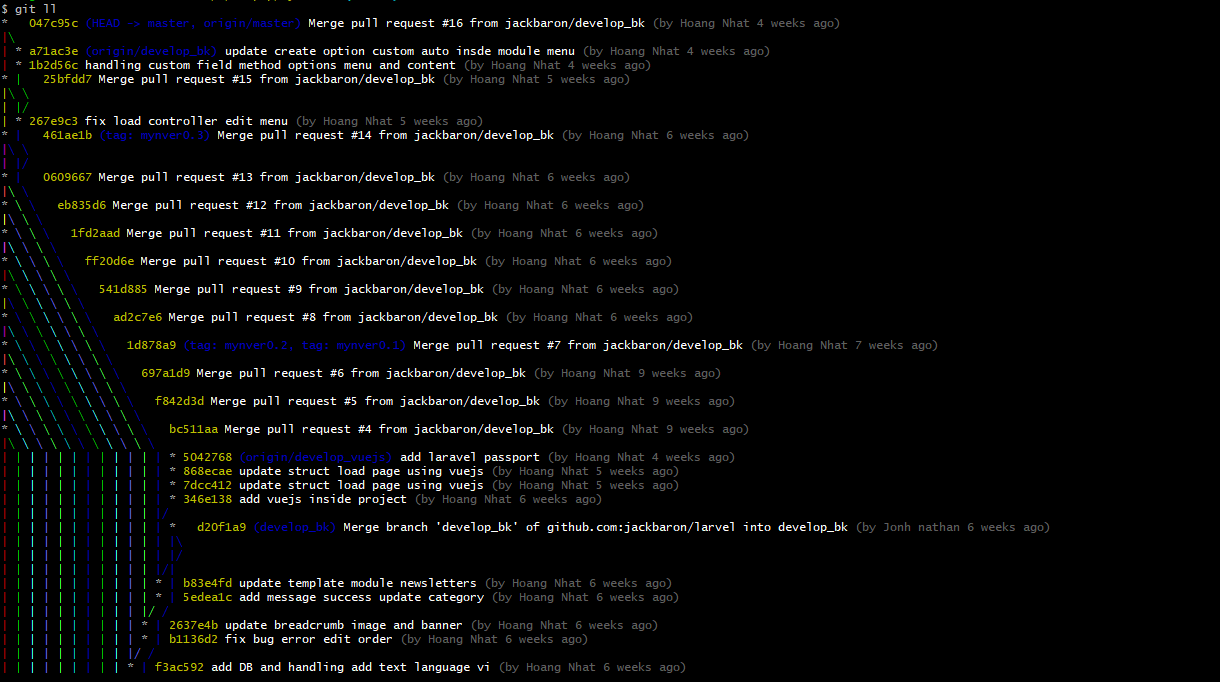 $ git ll
* 047c95c (HEAD -> master, origin/master) Merge pull request #16 from jackbaron/develop_bk (by Hoang Nhat 4 weeks ago)
* a71ac3e (origin/develop_bk) update create option custom auto insde module menu (by Hoang Nhat 4 weeks ago)
* 1b2d56c handling custom field method options menu and content (by Hoang Nhat 4 weeks ago)
* 25bfdd7 Merge pull request #15 from jackbaron/develop_bk (by Hoang Nhat 5 weeks ago)
* 267e9c3 fix load controller edit menu (by Hoang Nhat 5 weeks ago)
* 461ae1b (tag: mynver0.3) Merge pull request #14 from jackbaron/develop_bk (by Hoang Nhat 6 weeks ago)
* 0609667 Merge pull request #13 from jackbaron/develop_bk (by Hoang Nhat 6 weeks ago)
* eb835d6 Merge pull request #12 from jackbaron/develop_bk (by Hoang Nhat 6 weeks ago)
* 1fd2aad Merge pull request #11 from jackbaron/develop_bk (by Hoang Nhat 6 weeks ago)
* ff20d6e Merge pull request #10 from jackbaron/develop_bk (by Hoang Nhat 6 weeks ago)
* 541d885 Merge pull request #9 from jackbaron/develop_bk (by Hoang Nhat 6 weeks ago)
* ad2c7e6 Merge pull request #8 from jackbaron/develop_bk (by Hoang Nhat 6 weeks ago)
* 1d878a9 (tag: mynver0.2, tag: mynver0.1) Merge pull request #7 from jackbaron/develop_bk (by Hoang Nhat 7 weeks ago)
* 697a1d9 Merge pull request #6 from jackbaron/develop_bk (by Hoang Nhat 9 weeks ago)
* f842d3d Merge pull request #5 from jackbaron/develop_bk (by Hoang Nhat 9 weeks ago)
* bc511aa Merge pull request #4 from jackbaron/develop_bk (by Hoang Nhat 9 weeks ago)
* 5042768 (origin/develop_vuejs) add laravel passport (by Hoang Nhat 4 weeks ago)
* 868ecae update struct load page using vuejs (by Hoang Nhat 5 weeks ago)
* 7dcc412 update struct load page using vuejs (by Hoang Nhat 5 weeks ago)
* 346e138 add vuejs inside project (by Hoang Nhat 6 weeks ago)
* d20f1a9 (develop_bk) Merge branch 'develop_bk' of github.com:jackbaron/larvel into develop_bk (by Jonh nathan 6 weeks ago)
* b83e4fd update template module newsletters (by Hoang Nhat 6 weeks ago)
* 5edea1c add message success update category (by Hoang Nhat 6 weeks ago)
* 2637e4b update breadcrumb image and banner (by Hoang Nhat 6 weeks ago)
* b1136d2 fix bug error edit order (by Hoang Nhat 6 weeks ago)
* f3ac592 add DB and handling add text language vi (by Hoang Nhat 6 weeks ago)